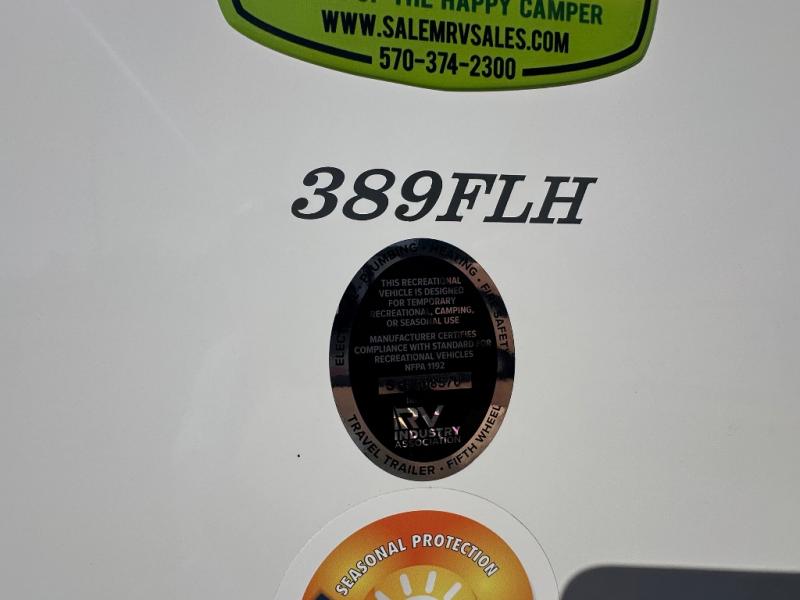 OF THE HAPPY CAMPER
WWW.SALEMRVSALES.COM
570-374-2300
389FLH
PLUMBING • HEATING • FIRE SAFETY
THIS RECREATIONAL
VEHICLE IS DESIGNED
FOR TEMPORARY
RECREATIONAL, CAMPING,
OR SEASONAL USE
MANUFACTURER CERTIFIES
COMPLIANCE WITH STANDARD FOR
RECREATIONAL VEHICLES
NFPA 1192
RV
INDUSTRY
ASSOCIATION
TRAVEL TRAILER • FIFTH WHEEL
SEASONAL PROTECTION